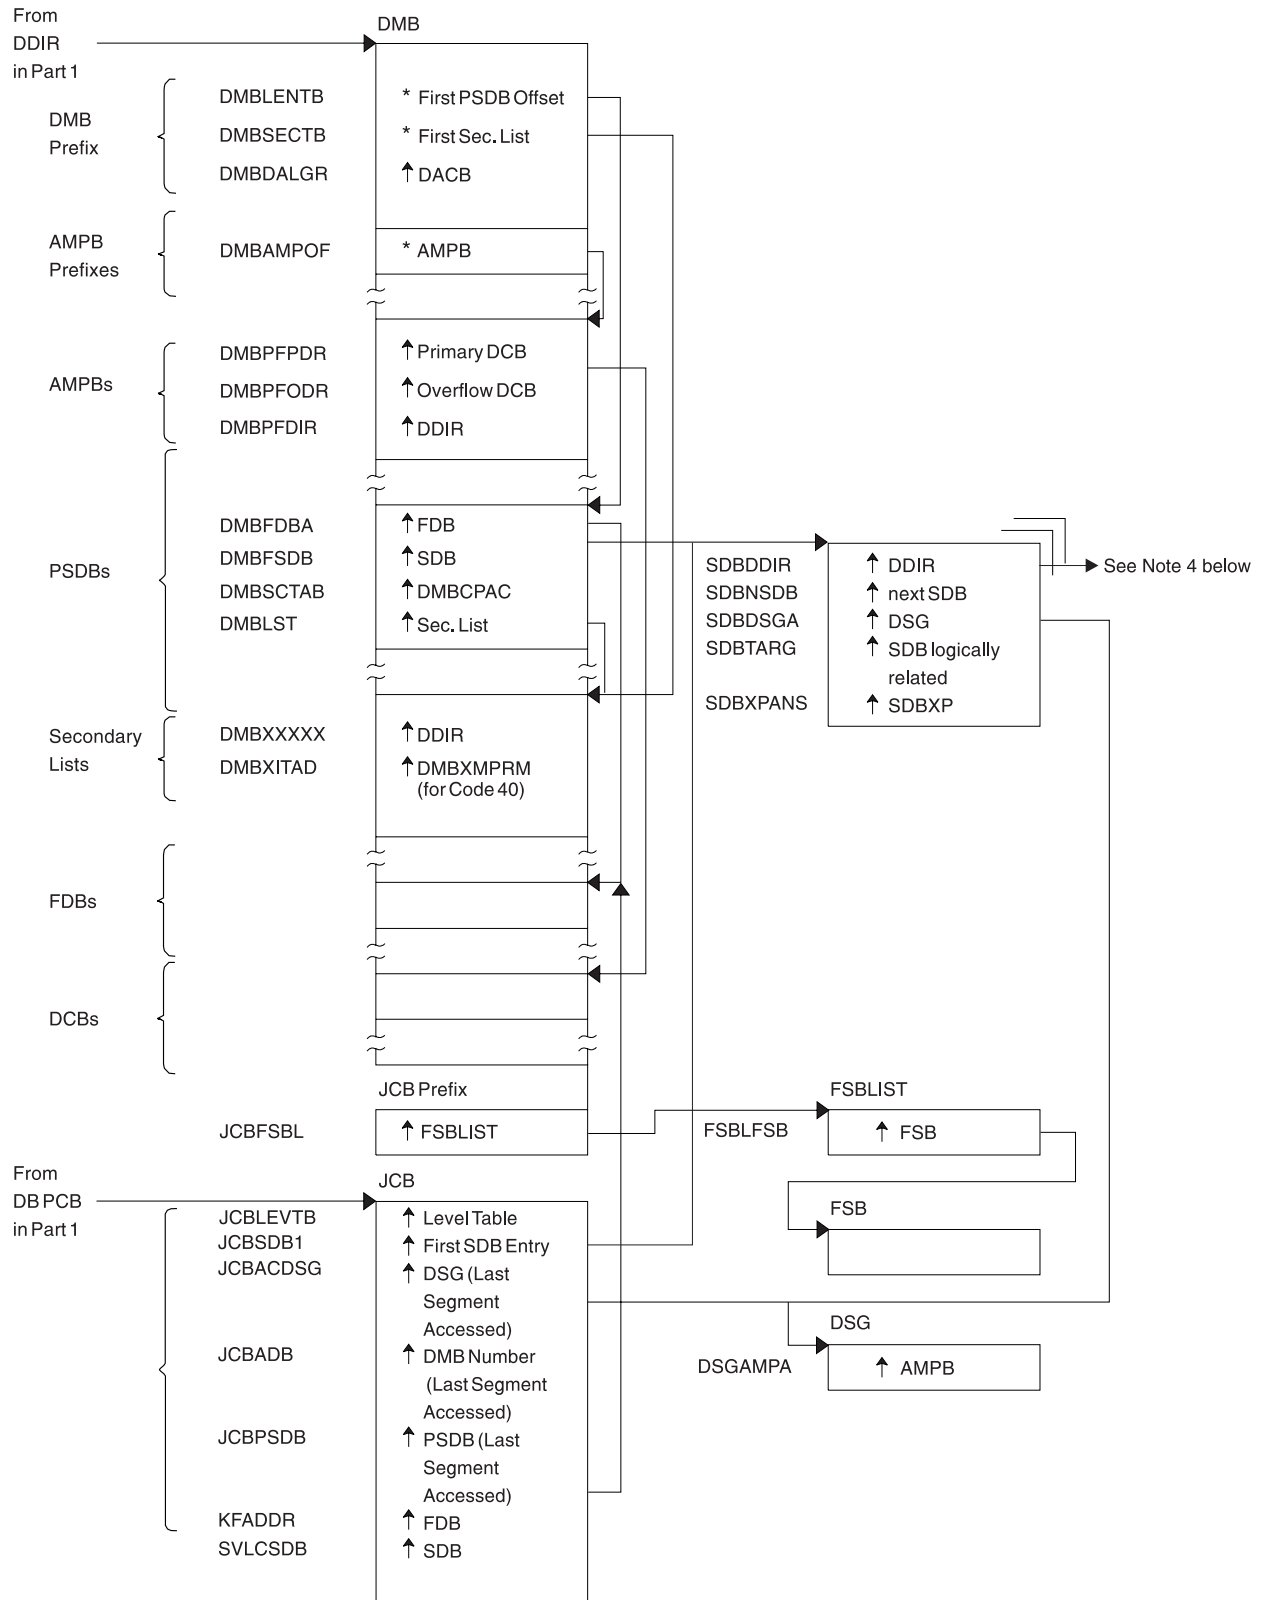 From
DDIR
in Part 1
DMB
DMB
Prefix
DMBLENTB * First PSDB Offset
DMBSECTB * First Sec. List
DMBDALGR ↑ DACB
AMPB
Prefixes
DMBAMPOF * AMPB
AMPBs
DMBPFPDR ↑ Primary DCB
DMBPFODR ↑ Overflow DCB
DMBPFDIR ↑ DDIR
PSDBs
DMBFDBA ↑ FDB
DMBFSDB ↑ SDB
DMBSCTAB ↑ DMBCPAC
DMBLST ↑ Sec. List
SDBDDIR ↑ DDIR
SDBNSDB ↑ next SDB
SDBDSGA ↑ DSG
SDBTARG ↑ SDB logically
related
SDBXPANS ↑ SDBXP
See Note 4 below
Secondary
Lists
DMBXXXXX ↑ DDIR
DMBXITAD ↑ DMBXMPRM
(for Code 40)
FDBs
DCBs
JCB Prefix
JCBFSBL ↑ FSBLIST
FSBLIST
FSBLFSB ↑ FSB
FSB
From
DB PCB
in Part 1
JCB
JCBLEVTB ↑ Level Table
JCBSDB1 ↑ First SDB Entry
JCBACDSG ↑ DSG (Last
Segment
Accessed)
JCBADB ↑ DMB Number
(Last Segment
Accessed)
JCBPSDB ↑ PSDB (Last
Segment
Accessed)
KFADDR ↑ FDB
SVLCSDB ↑ SDB
DSG
DSGAMPA ↑ AMPB